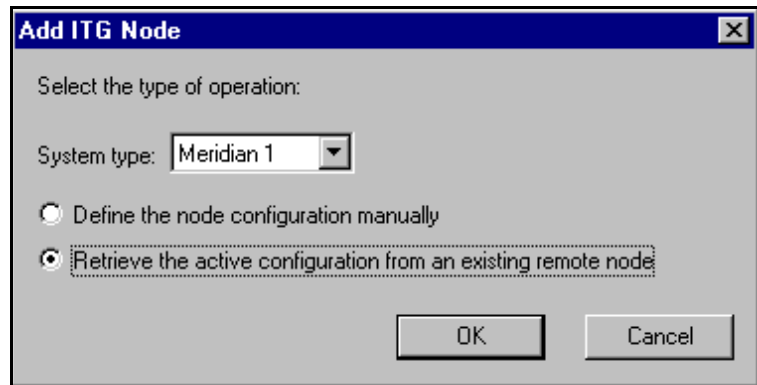 Add ITG Node
Select the type of operation:
System type: Meridian 1
Define the node configuration manually
Retrieve the active configuration from an existing remote node
OK Cancel